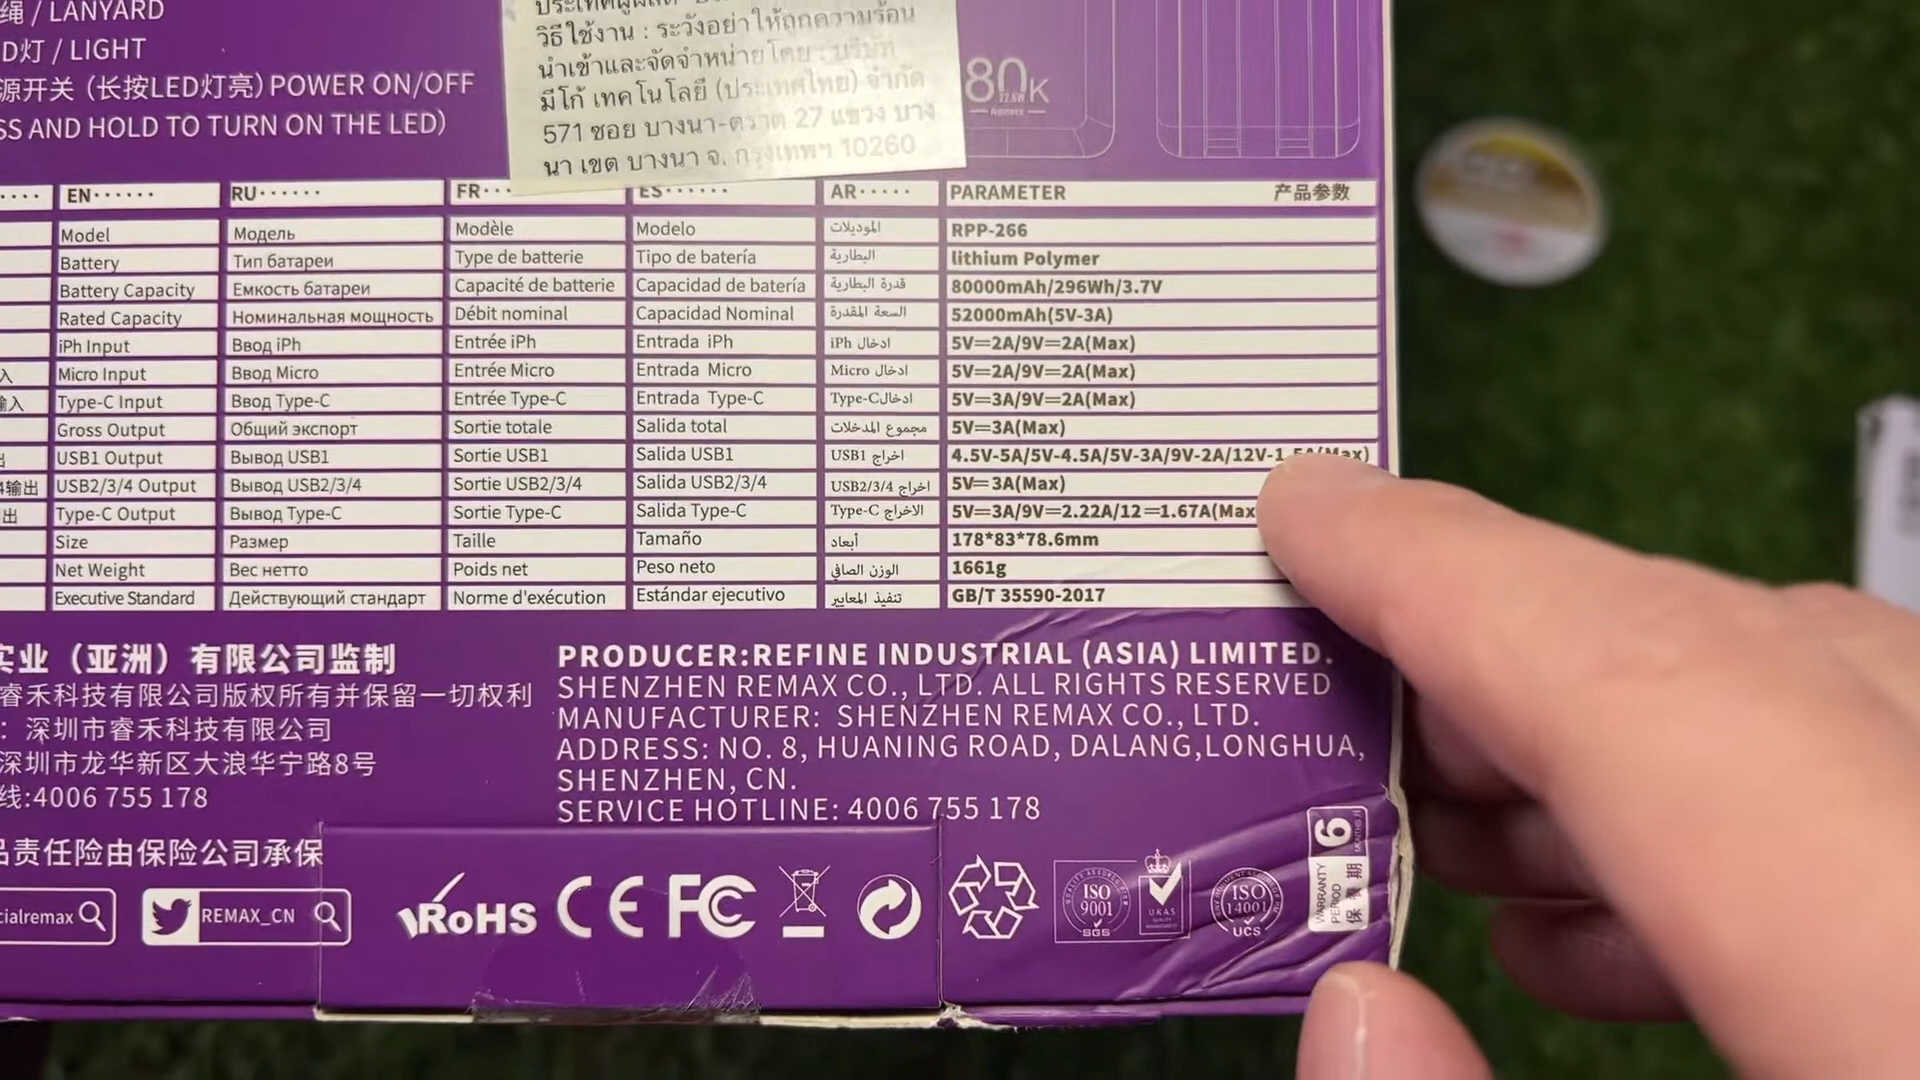 绳 / LANYARD
D灯 / LIGHT
源开关（长按LED灯亮）POWER ON/OFF
SS AND HOLD TO TURN ON THE LED）
วิธีใช้งาน : ระวังอย่าให้ถูกความร้อน
นำเข้าและจัดจำหน่ายโดย : บริษัท
มีโก้ เทคโนโลยี (ประเทศไทย) จำกัด
571 ซอย บางนา-ตราด 27 แขวง บาง
นา เขต บางนา จ. กรุงเทพฯ 10260
80K
22.6W
REMAX
EN······ RU······ FR··· ES······· AR····· PARAMETER 产品参数
Model Модель Modèle Modelo الموديلات RPP-266
Battery Тип батареи Type de batterie Tipo de batería البطارية lithium Polymer
Battery Capacity Емкость батареи Capacité de batterie Capacidad de batería قدرة البطارية 80000mAh/296Wh/3.7V
Rated Capacity Номинальная мощность Débit nominal Capacidad Nominal السعة المقدرة 52000mAh(5V-3A)
iPh Input Ввод iPh Entrée iPh Entrada iPh ادخال iPh 5V=2A/9V=2A(Max)
入 Micro Input Ввод Micro Entrée Micro Entrada Micro ادخال Micro 5V=2A/9V=2A(Max)
输入 Type-C Input Ввод Type-C Entrée Type-C Entrada Type-C ادخالType-C 5V=3A/9V=2A(Max)
Gross Output Общий экспорт Sortie totale Salida total مجموع المدخلات 5V=3A(Max)
出 USB1 Output Вывод USB1 Sortie USB1 Salida USB1 اخراج USB1 4.5V-5A/5V-4.5A/5V-3A/9V-2A/12V-1.5A(Max)
4输出 USB2/3/4 Output Вывод USB2/3/4 Sortie USB2/3/4 Salida USB2/3/4 اخراج USB2/3/4 5V=3A(Max)
出 Type-C Output Вывод Type-C Sortie Type-C Salida Type-C الاخراج Type-C 5V=3A/9V=2.22A/12=1.67A(Max
Size Размер Taille Tamaño أبعاد 178*83*78.6mm
Net Weight Вес нетто Poids net Peso neto الوزن الصافي 1661g
Executive Standard Действующий стандарт Norme d'exécution Estándar ejecutivo تنفيذ المعايير GB/T 35590-2017
实业（亚洲）有限公司监制
睿禾科技有限公司版权所有并保留一切权利
：深圳市睿禾科技有限公司
深圳市龙华新区大浪华宁路8号
线:4006 755 178
品责任险由保险公司承保
PRODUCER:REFINE INDUSTRIAL (ASIA) LIMITED.
SHENZHEN REMAX CO., LTD. ALL RIGHTS RESERVED
MANUFACTURER: SHENZHEN REMAX CO., LTD.
ADDRESS: NO. 8, HUANING ROAD, DALANG,LONGHUA,
SHENZHEN, CN.
SERVICE HOTLINE: 4006 755 178
cialremax
REMAX_CN
RoHS CE FC
ISO
9001
SGS
UKAS
ISO
14001
UCS
6
MONTHS 月
WARRANTY
PERIOD
保养期